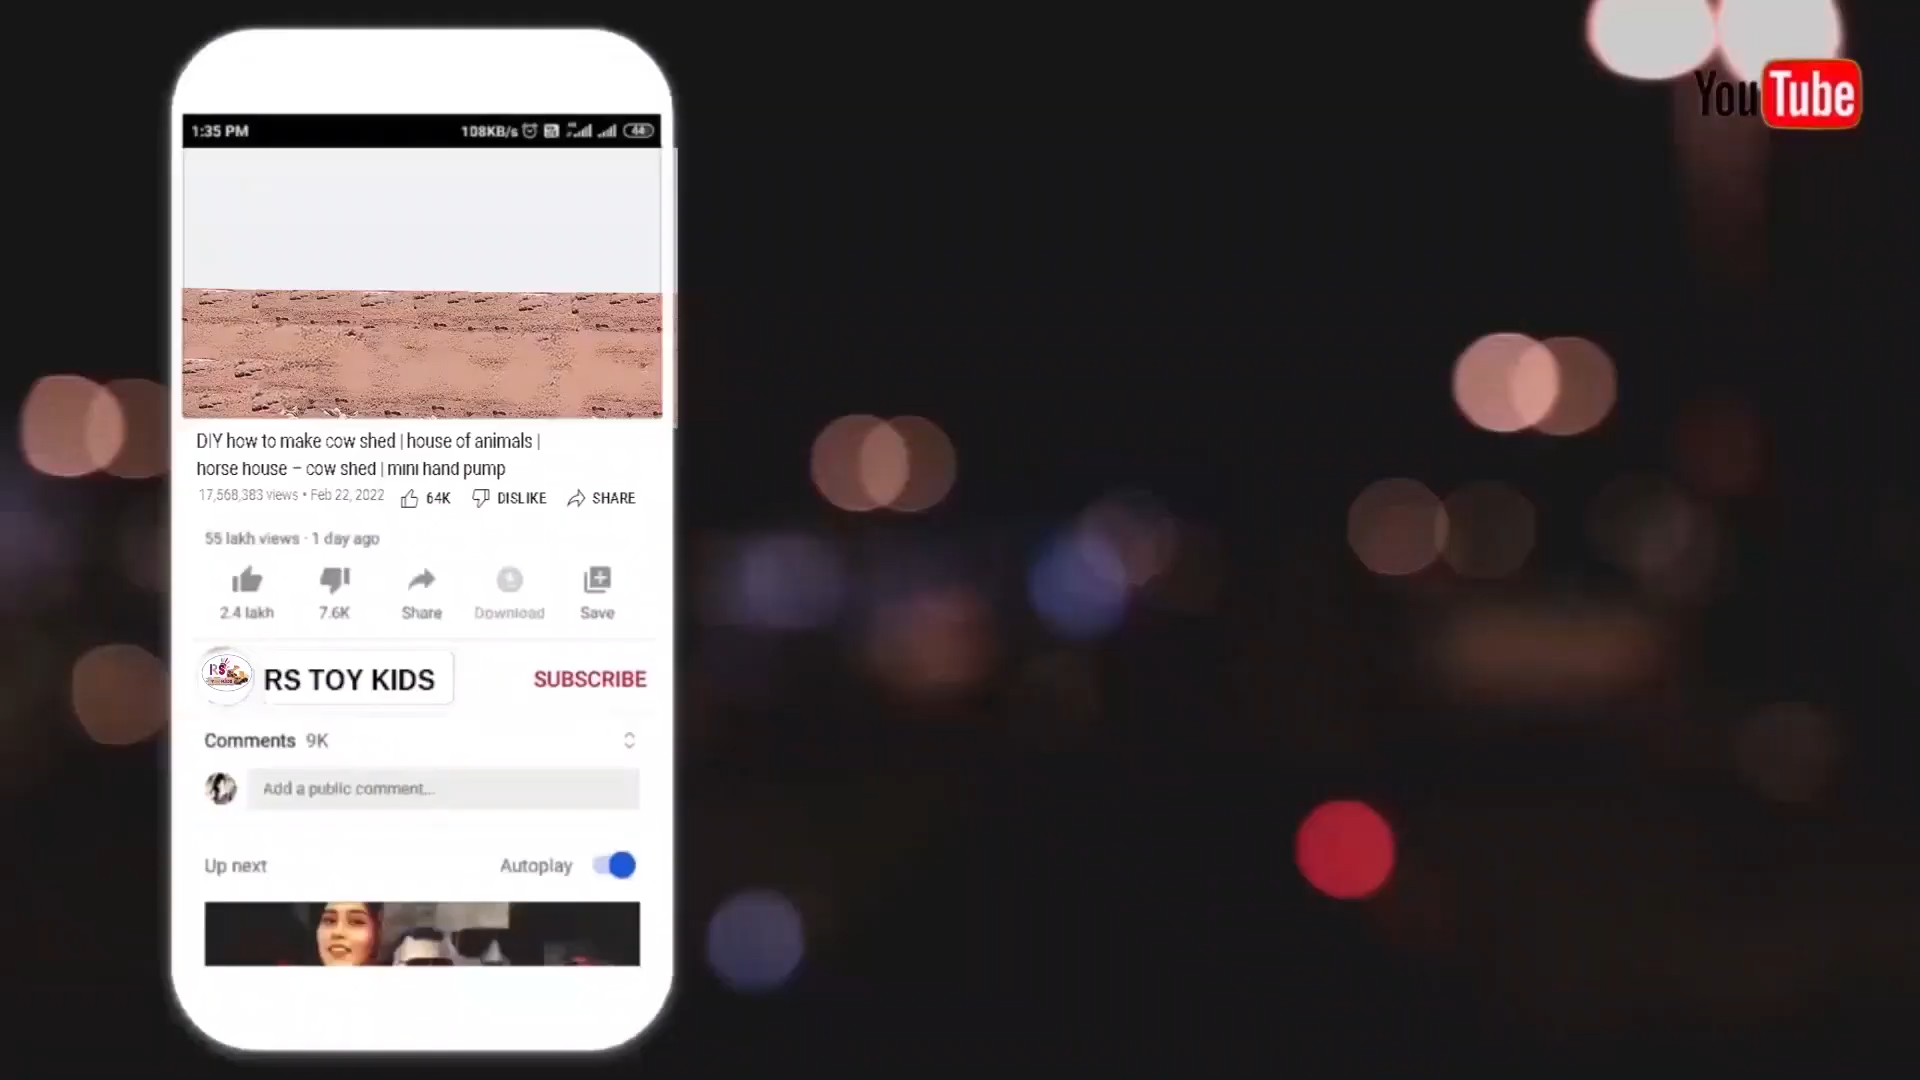 YouTube
1:35 PM 108KB/s 44
DIY how to make cow shed | house of animals |
horse house – cow shed | mini hand pump
17,568,383 views • Feb 22, 2022 64K DISLIKE SHARE
55 lakh views · 1 day ago
2.4 lakh 7.6K Share Download Save
RS
RS TOY KIDS SUBSCRIBE
Comments 9K
Add a public comment...
Up next Autoplay